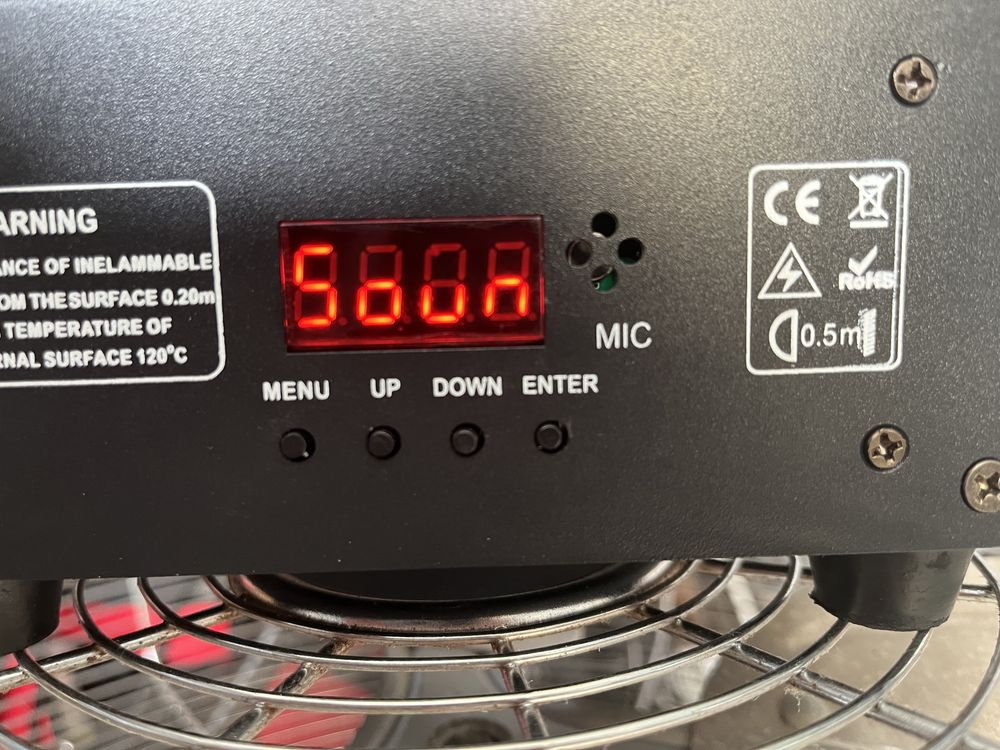 ARNING
ANCE OF INELAMMABLE
OM THE SURFACE 0.20m
TEMPERATURE OF
RNAL SURFACE 120°C
Soun
MIC
MENU UP DOWN ENTER
CE
RoHS
0.5m